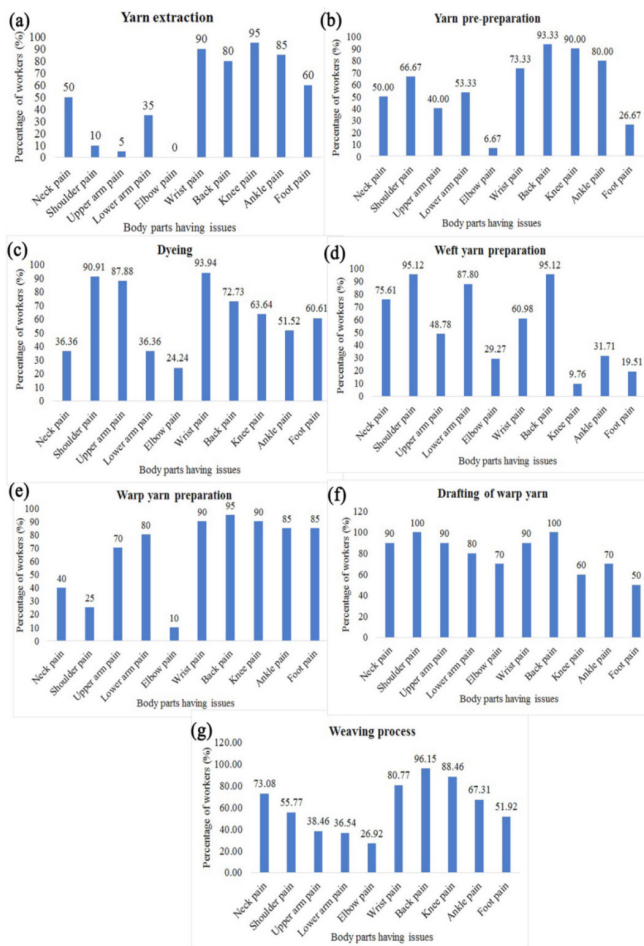 (a)
Yarn extraction
Percentage of workers (%)
100
90
80
70
60
50
40
30
20
10
0
50
10
5
35
0
90
80
95
85
60
Neck pain
Shoulder pain
Upper arm pain
Lower arm pain
Elbow pain
Wrist pain
Back pain
Knee pain
Ankle pain
Foot pain
Body parts having issues
(b)
Yarn pre-preparation
Percentage of workers (%)
100
90
80
70
60
50
40
30
20
10
0
50.00
66.67
40.00
53.33
6.67
73.33
93.33
90.00
80.00
26.67
Neck pain
Shoulder pain
Upper arm pain
Lower arm pain
Elbow pain
Wrist pain
Back pain
Knee pain
Ankle pain
Foot pain
Body parts having issues
(c)
Dyeing
Percentage of workers (%)
100
90
80
70
60
50
40
30
20
10
0
36.36
90.91
87.88
36.36
24.24
93.94
72.73
63.64
51.52
60.61
Neck pain
Shoulder pain
Upper arm pain
Lower arm pain
Elbow pain
Wrist pain
Back pain
Knee pain
Ankle pain
Foot pain
Body parts having issues
(d)
Weft yarn preparation
Percentage of workers (%)
100
90
80
70
60
50
40
30
20
10
0
75.61
95.12
48.78
87.80
29.27
60.98
95.12
9.76
31.71
19.51
Neck pain
Shoulder pain
Upper arm pain
Lower arm pain
Elbow pain
Wrist pain
Back pain
Knee pain
Ankle pain
Foot pain
Body parts having issues
(e)
Warp yarn preparation
Percentage of workers (%)
100
90
80
70
60
50
40
30
20
10
0
40
25
70
80
10
90
95
90
85
85
Neck pain
Shoulder pain
Upper arm pain
Lower arm pain
Elbow pain
Wrist pain
Back pain
Knee pain
Ankle pain
Foot pain
Body parts having issues
(f)
Drafting of warp yarn
Percentage of workers (%)
120
100
80
60
40
20
0
90
100
90
80
70
90
100
60
70
50
Neck pain
Shoulder pain
Upper arm pain
Lower arm pain
Elbow pain
Wrist pain
Back pain
Knee pain
Ankle pain
Foot pain
Body parts having issues
(g)
Weaving process
Percentage of workers (%)
120.00
100.00
80.00
60.00
40.00
20.00
0.00
73.08
55.77
38.46
36.54
26.92
80.77
96.15
88.46
67.31
51.92
Neck pain
Shoulder pain
Upper arm pain
Lower arm pain
Elbow pain
Wrist pain
Back pain
Knee pain
Ankle pain
Foot pain
Body parts having issues